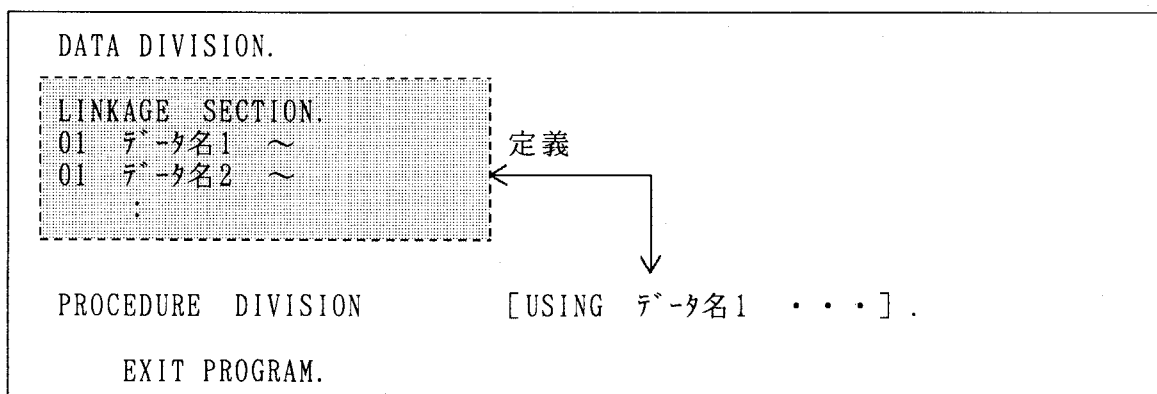 DATA DIVISION.
LINKAGE SECTION.
01 ﾃﾞｰﾀ名1 ～
01 ﾃﾞｰﾀ名2 ～
:
定義
PROCEDURE DIVISION [USING ﾃﾞｰﾀ名1 ・・・].
EXIT PROGRAM.